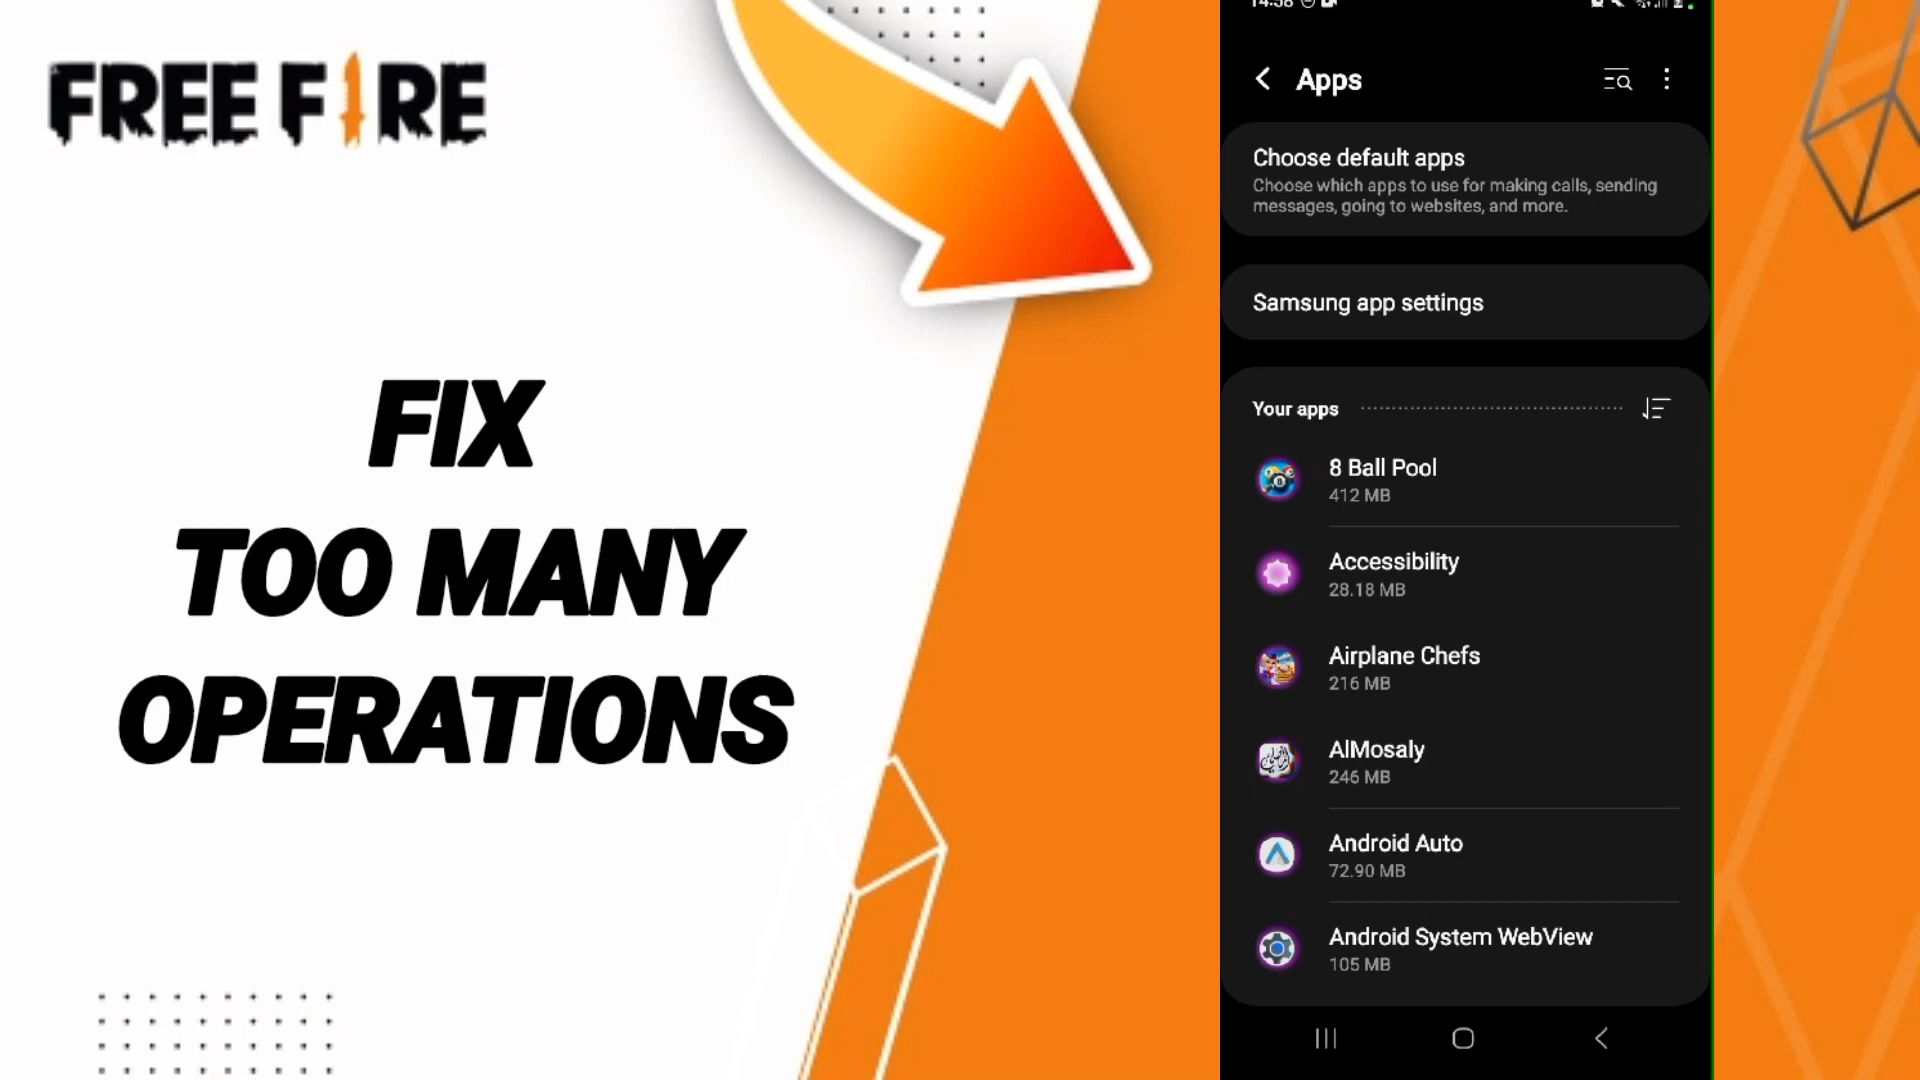 FREE FIRE
FIX
TOO MANY
OPERATIONS
14:58
Apps
Choose default apps
Choose which apps to use for making calls, sending
messages, going to websites, and more.
Samsung app settings
Your apps
8 Ball Pool
412 MB
Accessibility
28.18 MB
Airplane Chefs
216 MB
AlMosaly
246 MB
Android Auto
72.90 MB
Android System WebView
105 MB